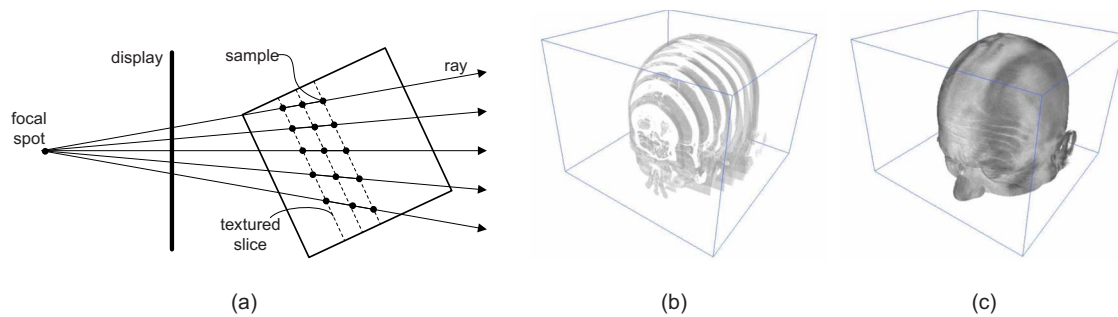 display
sample
ray
focal
spot
textured
slice
(a)
(b)
(c)